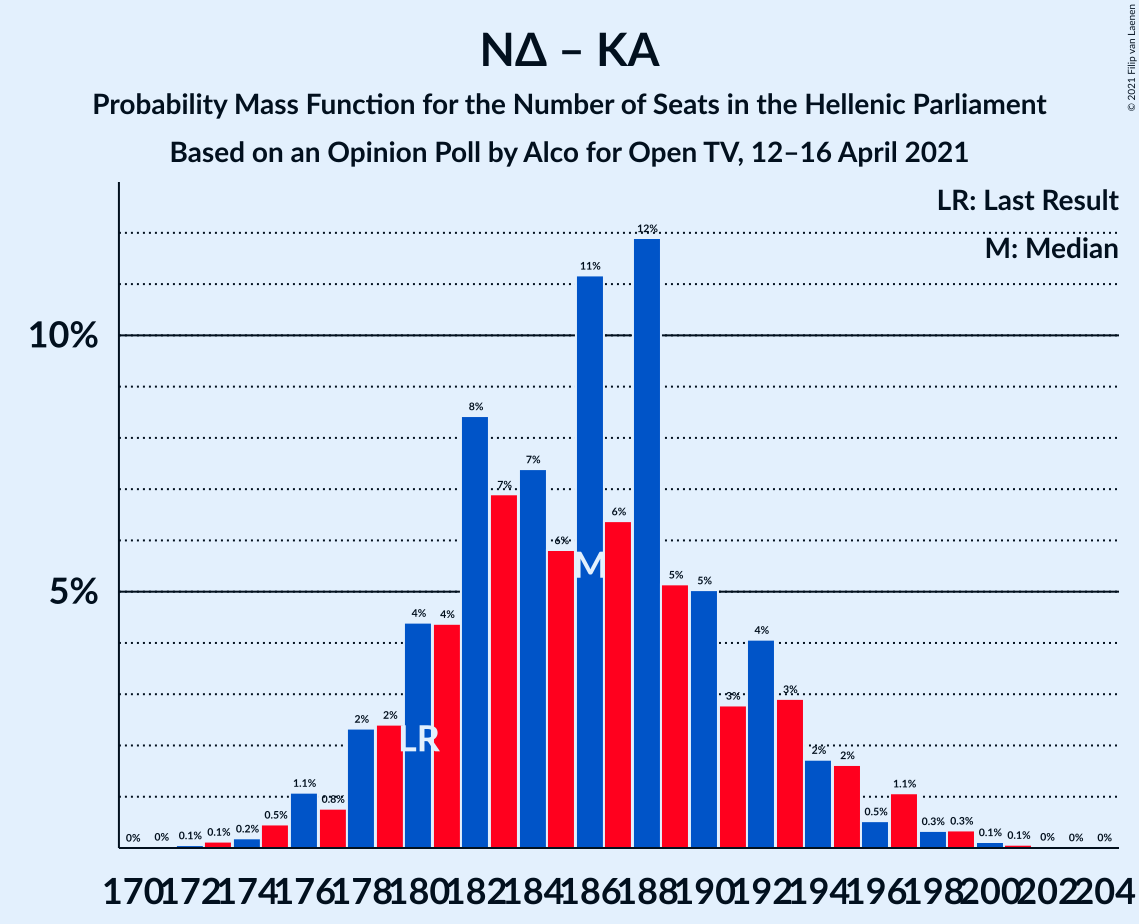 © 2021 Filip van Laenen
ΝΔ – ΚΑ
Probability Mass Function for the Number of Seats in the Hellenic Parliament
Based on an Opinion Poll by Alco for Open TV, 12–16 April 2021
LR: Last Result
M: Median
10%
5%
0% 0% 0.1% 0.1% 0.2% 0.5% 1.1% 0.8% 2% 2% 4% 4% 8% 7% 7% 6% 11% 6% 12% 5% 5% 3% 4% 3% 2% 2% 0.5% 1.1% 0.3% 0.3% 0.1% 0.1% 0% 0% 0%
M
LR
170 172 174 176 178 180 182 184 186 188 190 192 194 196 198 200 202 204